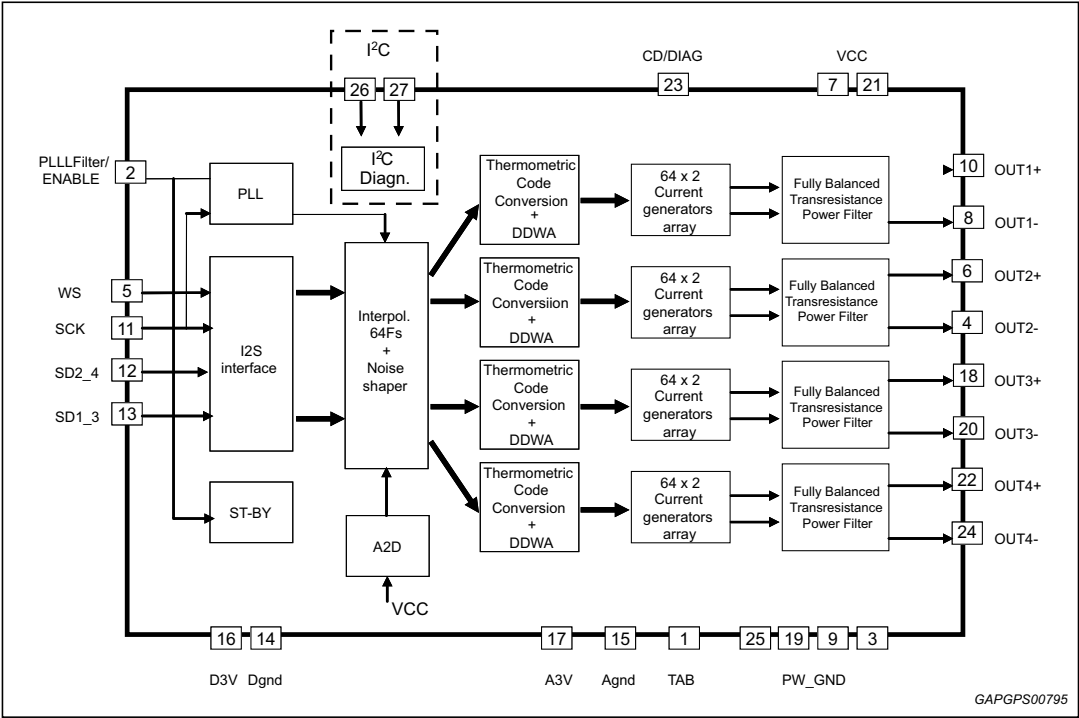 I²C
CD/DIAG
VCC
26
27
23
7
21
PLLLFilter/
ENABLE
2
PLL
I²C
Diagn.
Thermometric
Code
Conversion
+
DDWA
64 x 2
Current
generators
array
Fully Balanced
Transresistance
Power Filter
10
OUT1+
8
OUT1-
WS
5
SCK
11
SD2_4
12
SD1_3
13
I2S
interface
Interpol.
64Fs
+
Noise
shaper
Thermometric
Code
Conversiion
+
DDWA
64 x 2
Current
generators
array
Fully Balanced
Transresistance
Power Filter
6
OUT2+
4
OUT2-
Thermometric
Code
Conversion
+
DDWA
64 x 2
Current
generators
array
Fully Balanced
Transresistance
Power Filter
18
OUT3+
20
OUT3-
ST-BY
A2D
VCC
Thermometric
Code
Conversion
+
DDWA
64 x 2
Current
generators
array
Fully Balanced
Transresistance
Power Filter
22
OUT4+
24
OUT4-
16
14
17
15
1
25
19
9
3
D3V
Dgnd
A3V
Agnd
TAB
PW_GND
GAPGPS00795